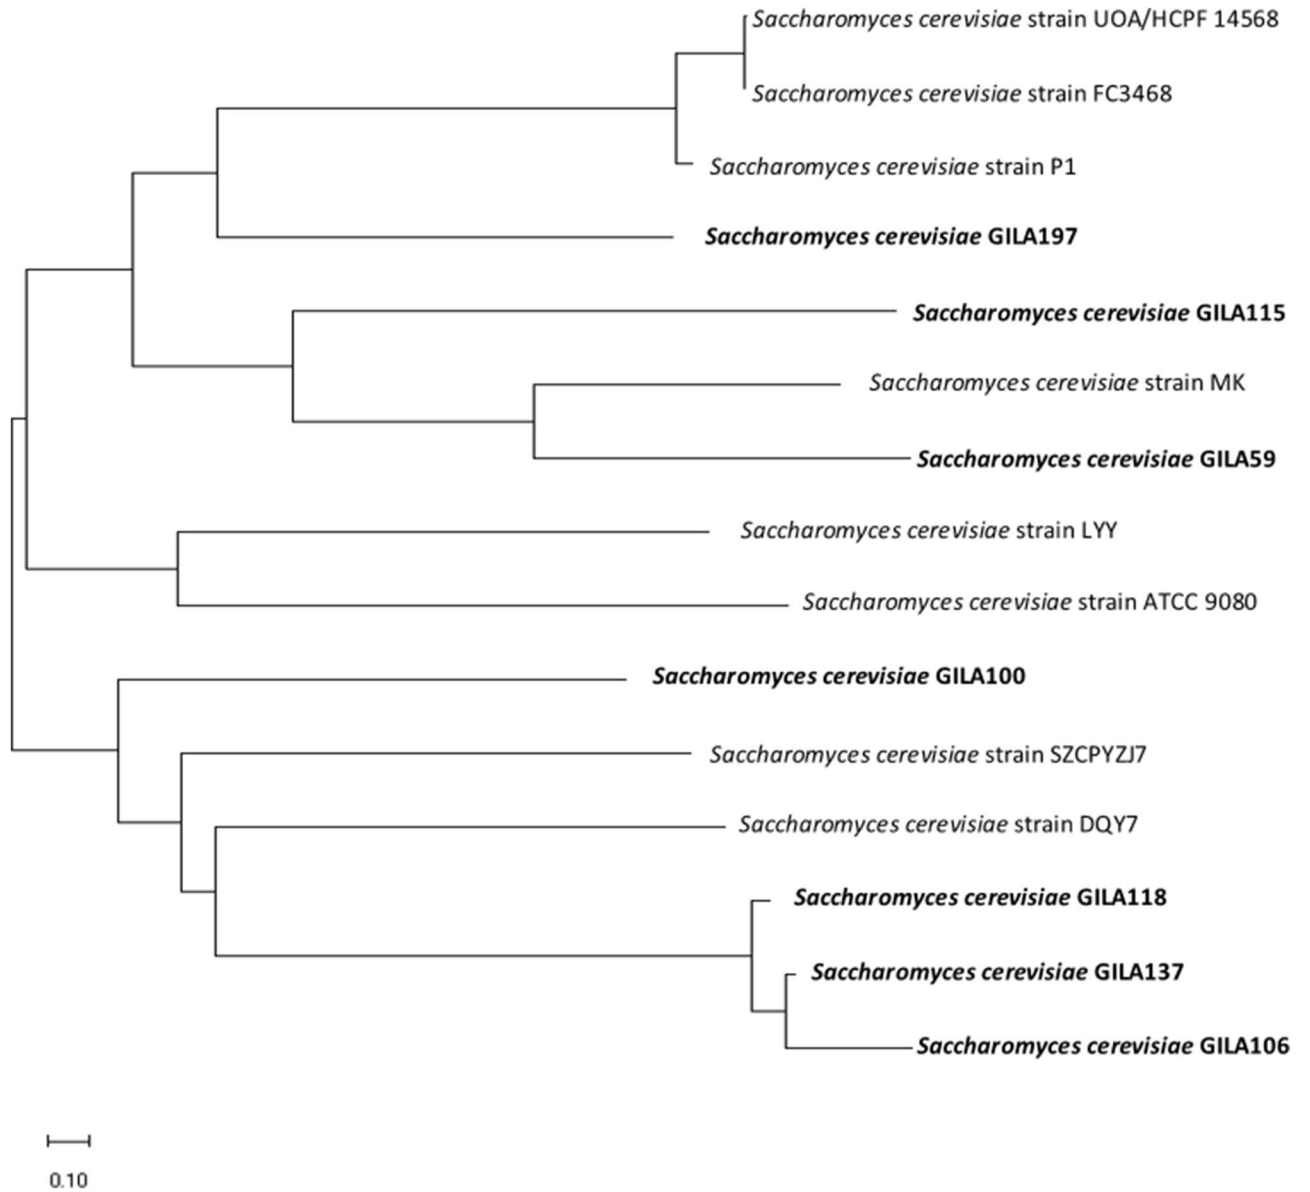 Saccharomyces cerevisiae strain UOA/HCPF 14568
Saccharomyces cerevisiae strain FC3468
Saccharomyces cerevisiae strain P1
Saccharomyces cerevisiae GILA197
Saccharomyces cerevisiae GILA115
Saccharomyces cerevisiae strain MK
Saccharomyces cerevisiae GILA59
Saccharomyces cerevisiae strain LYY
Saccharomyces cerevisiae strain ATCC 9080
Saccharomyces cerevisiae GILA100
Saccharomyces cerevisiae strain SZCPYZJ7
Saccharomyces cerevisiae strain DQY7
Saccharomyces cerevisiae GILA118
Saccharomyces cerevisiae GILA137
Saccharomyces cerevisiae GILA106
0.10